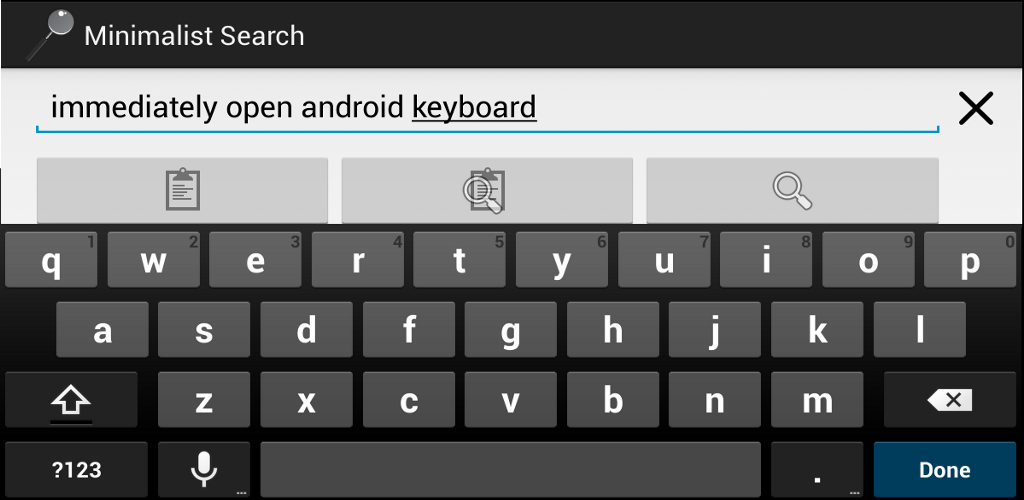 Minimalist Search
immediately open android keyboard
1 2 3 4 5 6 7 8 9 0
q w e r t y u i o p
a s d f g h j k l
z x c v b n m
?123 ... . ... Done